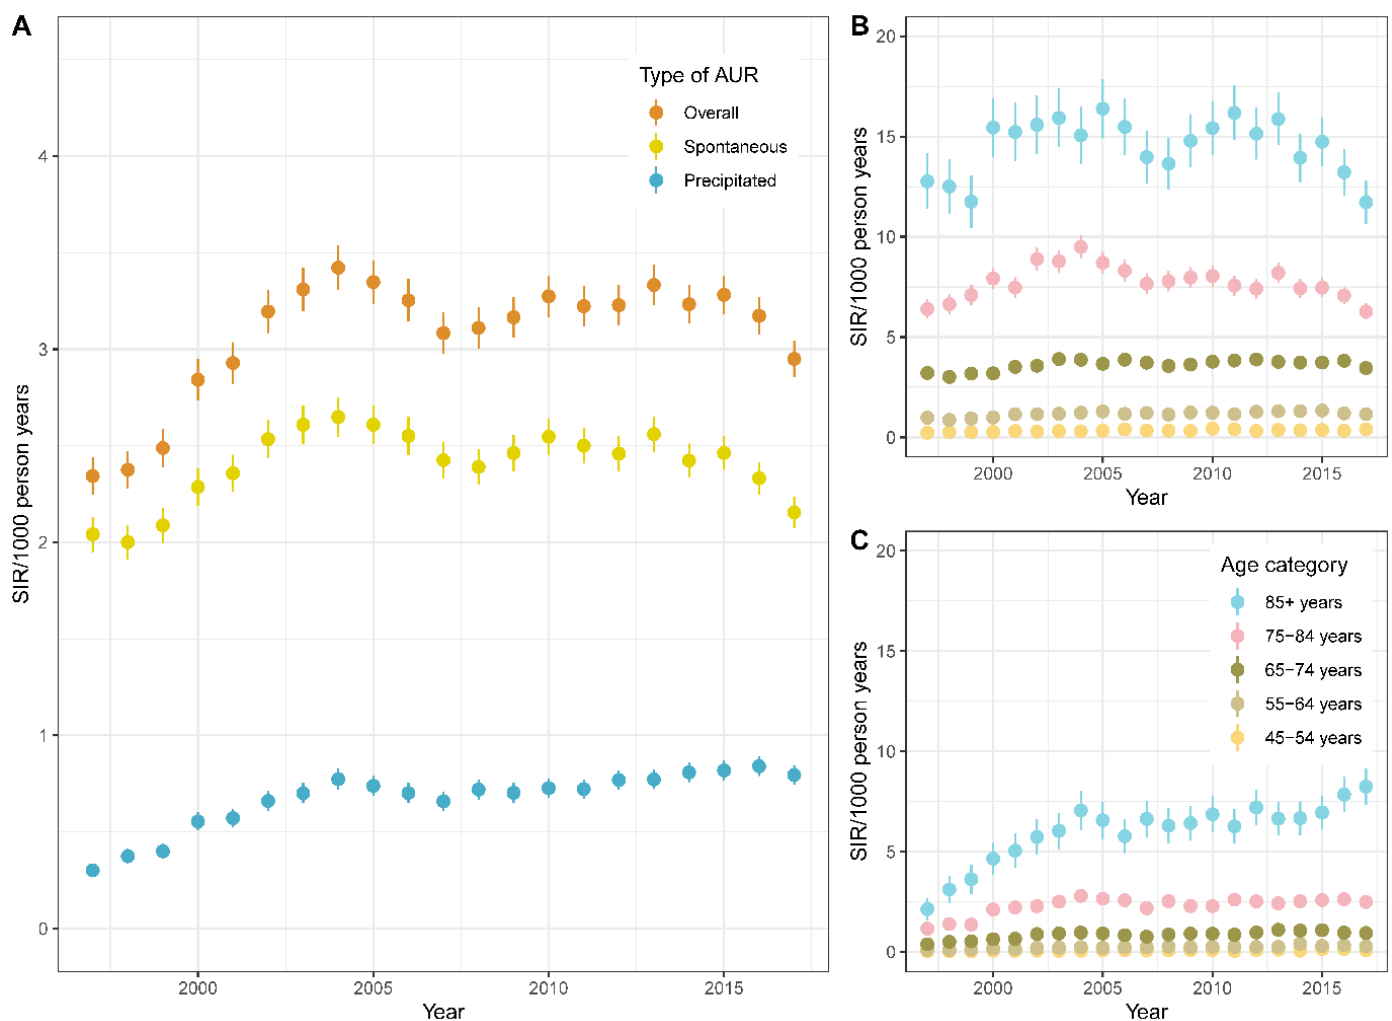 A
Type of AUR
Overall
Spontaneous
Precipitated
SIR/1000 person years
4
3
2
1
0
2000 2005 2010 2015
Year
B
SIR/1000 person years
20
15
10
5
0
2000 2005 2010 2015
Year
C
SIR/1000 person years
20
15
10
5
0
Age category
85+ years
75−84 years
65−74 years
55−64 years
45−54 years
2000 2005 2010 2015
Year